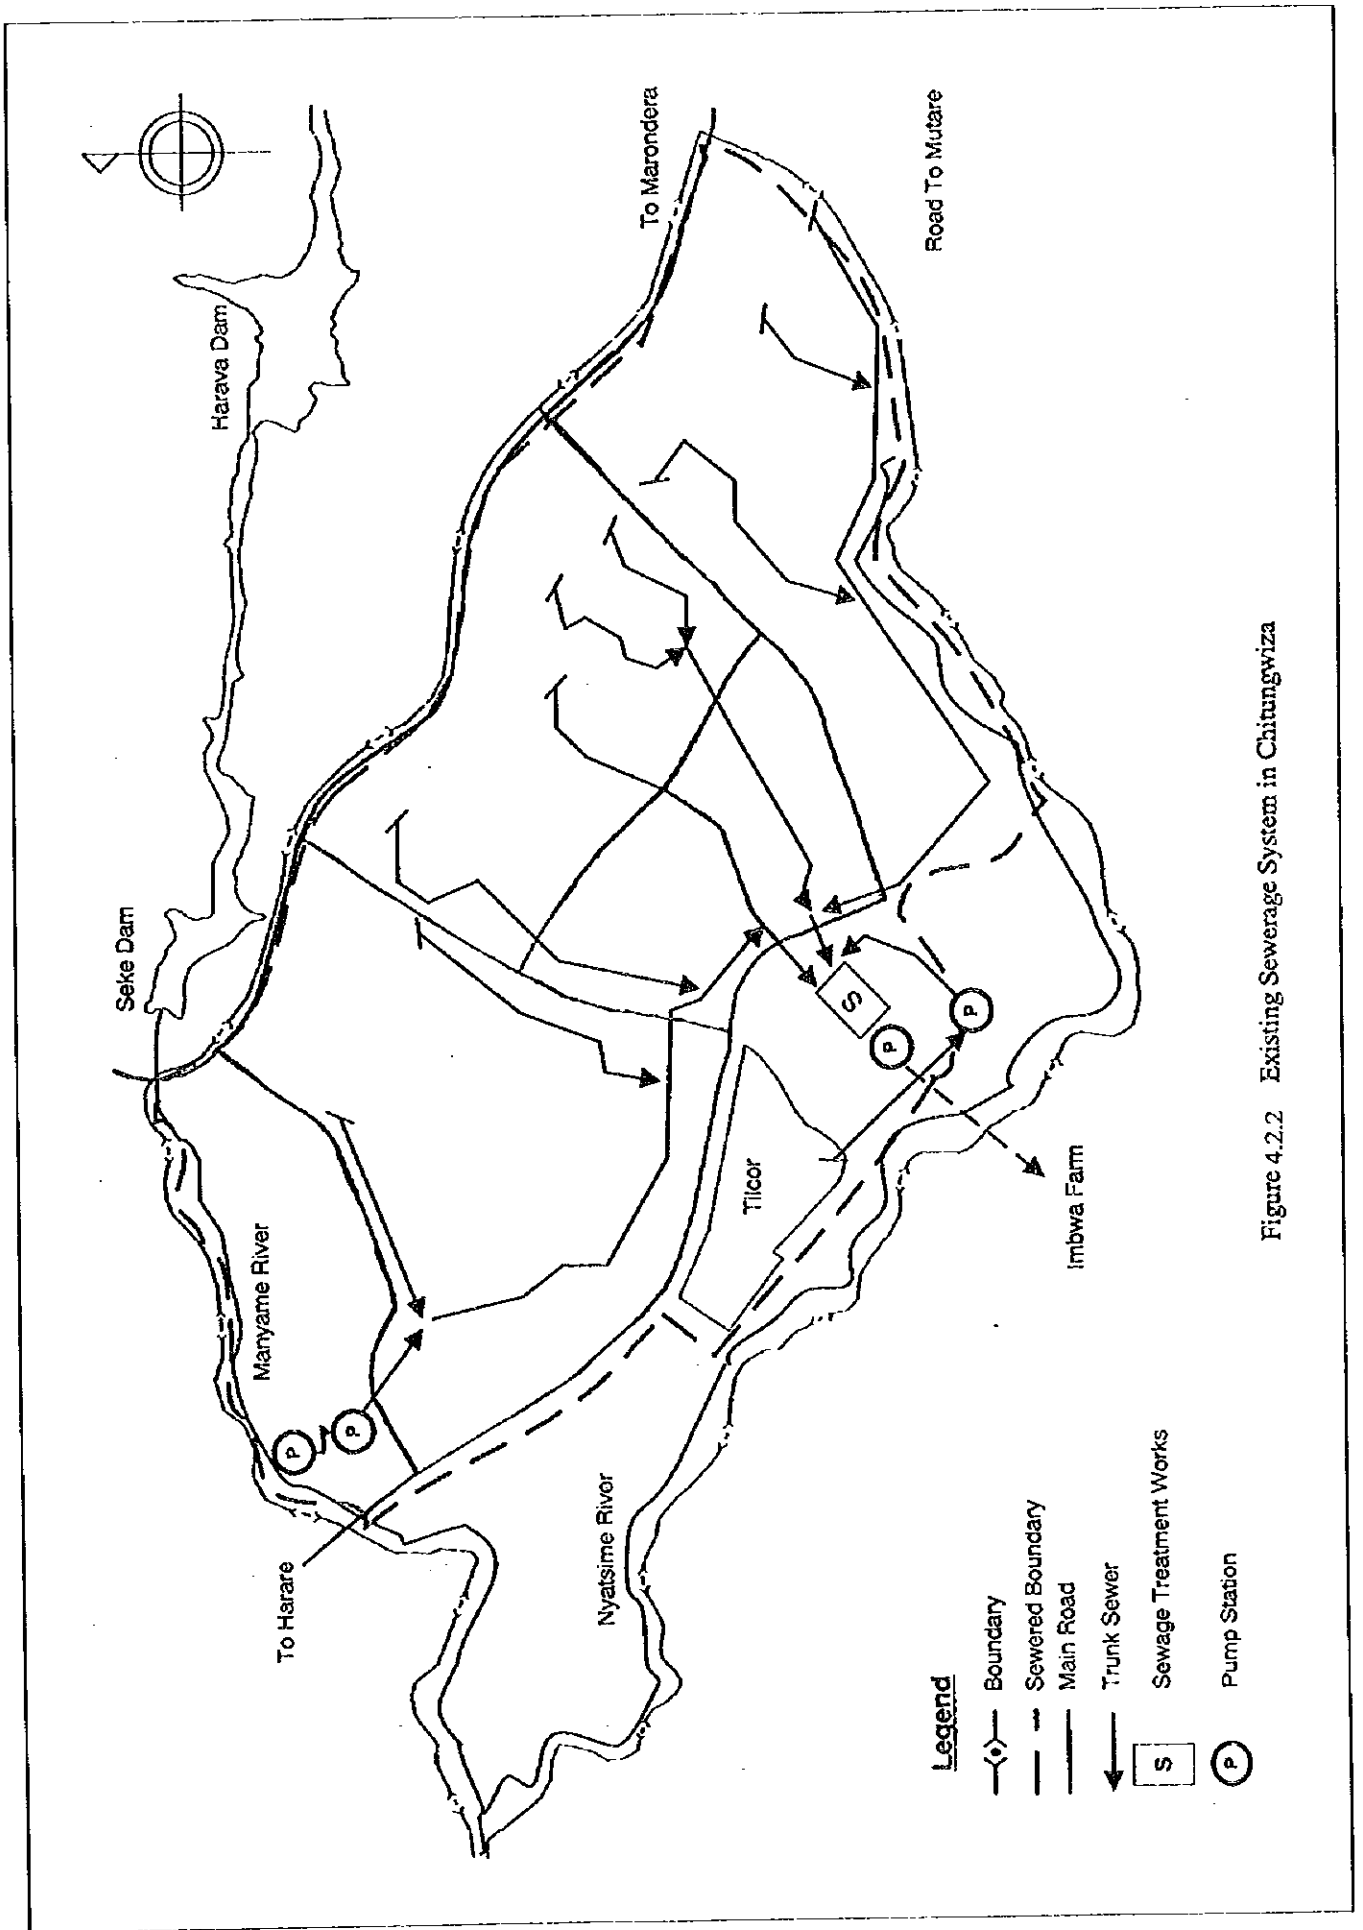 Seke Dam
Harava Dam
To Marondera
Road To Mutare
Manyame River
To Harare
Tilcor
S
P
P
P
P
Nyatsime Rivor
Imbwa Farm
Legend
Boundary
Sewered Boundary
Main Road
Trunk Sewer
S Sewage Treatment Works
P Pump Station
Figure 4.2.2 Existing Sewerage System in Chitungwiza